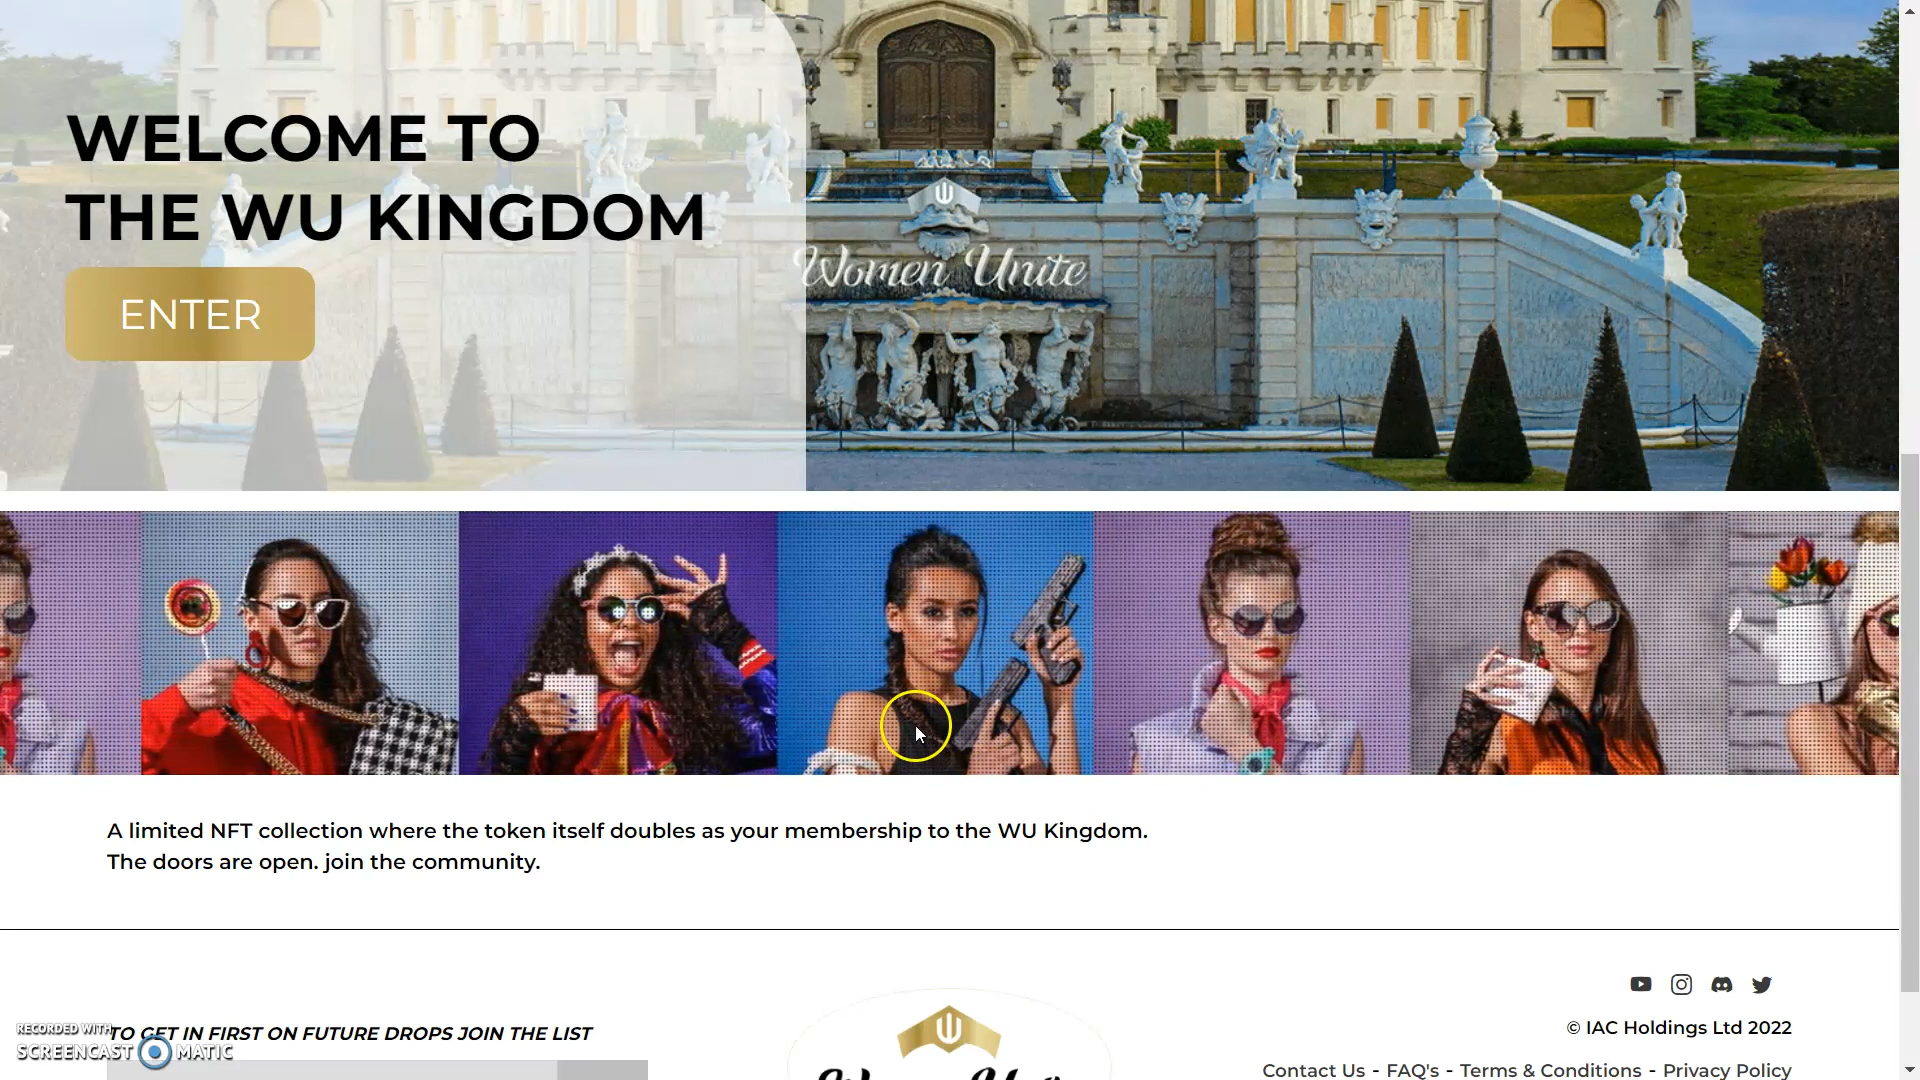 WELCOME TO
THE WU KINGDOM
ENTER
Women Unite
A limited NFT collection where the token itself doubles as your membership to the WU Kingdom.
The doors are open. join the community.
TO GET IN FIRST ON FUTURE DROPS JOIN THE LIST
RECORDED WITH
SCREENCAST MATIC
© IAC Holdings Ltd 2022
Contact Us - FAQ's - Terms & Conditions - Privacy Policy